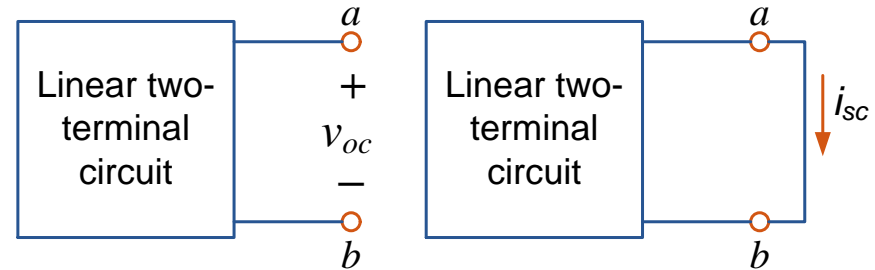 a
Linear two-
terminal
circuit
+
v_oc
−
b
a
Linear two-
terminal
circuit
i_sc
b